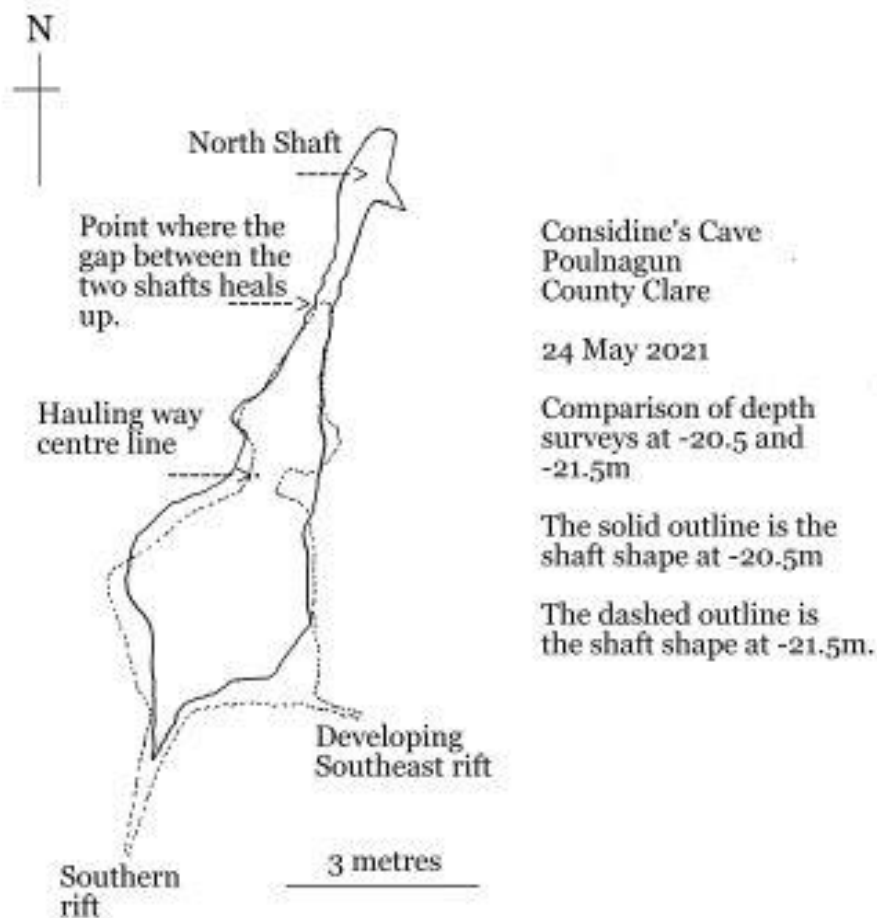 N
North Shaft
Point where the
gap between the
two shafts heals
up.
Hauling way
centre line
Considine's Cave
Poulnagun
County Clare
24 May 2021
Comparison of depth
surveys at -20.5 and
-21.5m
The solid outline is the
shaft shape at -20.5m
The dashed outline is
the shaft shape at -21.5m.
Developing
Southeast rift
3 metres
Southern
rift